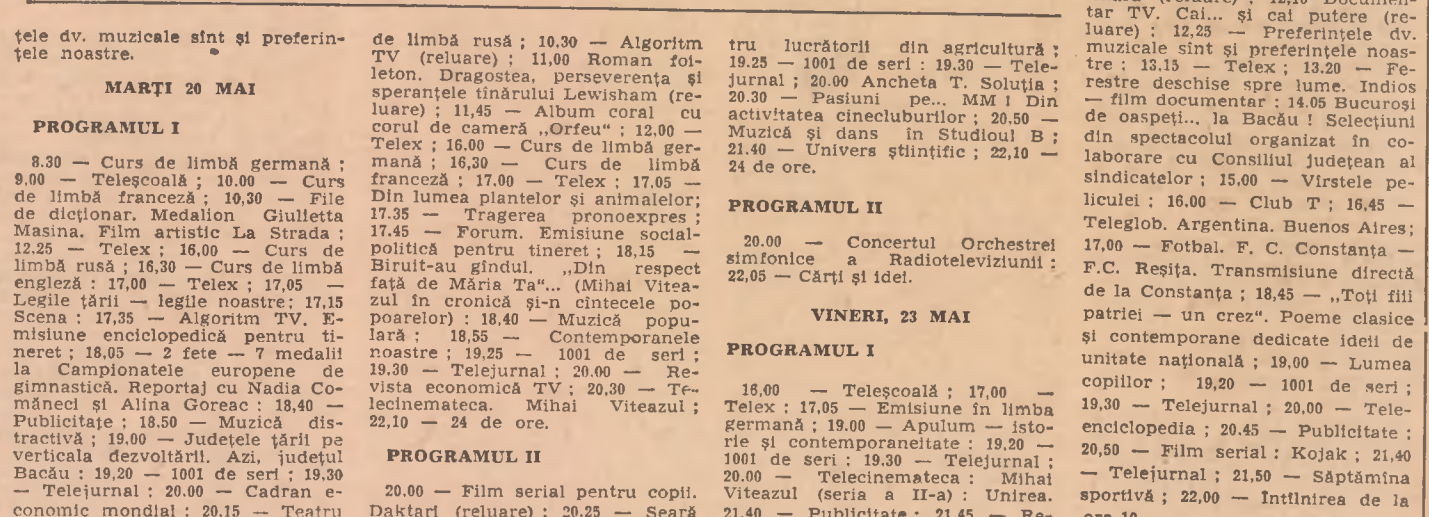 țele dv. muzicale sînt și preferin-
țele noastre.
MARȚI 20 MAI
PROGRAMUL I
8.30 — Curs de limbă germană ;
9,00 — Teleșcoală ; 10.00 — Curs
de limbă franceză ; 10,30 — File
de dicționar. Medalion Giulietta
Masina. Film artistic La Strada ;
12.25 — Telex ; 16,00 — Curs de
limbă rusă ; 16,30 — Curs de limbă
engleză : 17,00 — Telex ; 17,05 —
Legile țării — legile noastre; 17,15
Scena : 17,35 — Algoritm TV. E-
misiune enciclopedică pentru ti-
neret ; 18,05 — 2 fete — 7 medalii
la Campionatele europene de
gimnastică. Reportaj cu Nadia Co-
măneci și Alina Goreac : 18,40 —
Publicitate ; 18.50 — Muzică dis-
tractivă ; 19.00 — Județele țării pe
verticala dezvoltării. Azi, județul
Bacău : 19,20 — 1001 de seri ; 19,30
— Telejurnal : 20.00 — Cadran e-
conomic mondial : 20.15 — Teatru
de limbă rusă ; 10,30 — Algoritm
TV (reluare) ; 11,00 Roman foi-
leton. Dragostea, perseverența și
speranțele tînărului Lewisham (re-
luare) ; 11,45 — Album coral cu
corul de cameră „Orfeu“ ; 12,00 —
Telex ; 16.00 — Curs de limbă ger-
mană ; 16,30 — Curs de limbă
franceză ; 17.00 — Telex ; 17.05 —
Din lumea plantelor și animalelor;
17.35 — Tragerea pronoexpres ;
17.45 — Forum. Emisiune social-
politică pentru tineret ; 18,15 —
Biruit-au gîndul. „Din respect
față de Măria Ta“... (Mihai Vitea-
zul în cronică și-n cîntecele po-
poarelor) : 18,40 — Muzică popu-
lară ; 18,55 — Contemporanele
noastre ; 19,25 — 1001 de seri ;
19.30 — Telejurnal ; 20.00 — Re-
vista economică TV ; 20,30 — Te-
lecinemateca. Mihai Viteazul ;
22,10 — 24 de ore.
PROGRAMUL II
20.00 — Film serial pentru copii.
Daktari (reluare) : 20.25 — Seară
tru lucrătorii din agricultură ;
19.25 — 1001 de seri : 19.30 — Tele-
jurnal ; 20.00 Ancheta T. Soluția ;
20.30 — Pasiuni pe... MM ! Din
activitatea cinecluburilor ; 20,50 —
Muzică și dans în Studioul B ;
21.40 — Univers științific ; 22,10 —
24 de ore.
PROGRAMUL II
20.00 — Concertul Orchestrei
simfonice a Radioteleviziunii :
22,05 — Cărți și idei.
VINERI, 23 MAI
PROGRAMUL I
16,00 — Teleșcoală ; 17,00 —
Telex : 17,05 — Emisiune în limba
germană ; 19.00 — Apulum — isto-
rie și contemporaneitate : 19.20 —
1001 de seri ; 19.30 — Telejurnal ;
20.00 — Telecinemateca : Mihai
Viteazul (seria a II-a) : Unirea.
21.40 — Publicitate : 21.45 — Re-
(reluare) ; 12,10 Documen-
tar TV. Cai... și cai putere (re-
luare) ; 12,25 — Preferințele dv.
muzicale sînt și preferințele noas-
tre : 13.15 — Telex ; 13.20 — Fe-
restre deschise spre lume. Indios
— film documentar : 14.05 Bucuroși
de oaspeți... la Bacău ! Selecțiuni
din spectacolul organizat în co-
laborare cu Consiliul județean al
sindicatelor ; 15,00 — Vîrstele pe-
liculei ; 16.00 — Club T ; 16,45 —
Teleglob. Argentina. Buenos Aires;
17,00 — Fotbal. F. C. Constanța —
F.C. Reșița. Transmisiune directă
de la Constanța ; 18,45 — „Toți fiii
patriei — un crez“. Poeme clasice
și contemporane dedicate ideii de
unitate națională ; 19,00 — Lumea
copiilor ; 19,20 — 1001 de seri ;
19,30 — Telejurnal ; 20,00 — Tele-
enciclopedia ; 20.45 — Publicitate :
20,50 — Film serial : Kojak ; 21,40
— Telejurnal ; 21,50 — Săptămîna
sportivă ; 22,00 — Întîlnirea de la